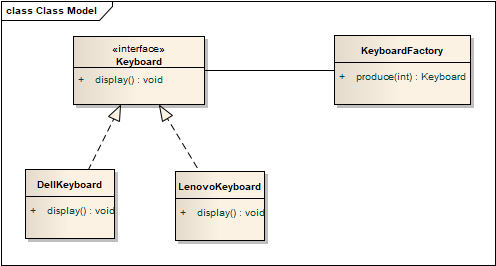 class Class Model
«interface»
Keyboard
+ display() : void
KeyboardFactory
+ produce(int) : Keyboard
DellKeyboard
+ display() : void
LenovoKeyboard
+ display() : void